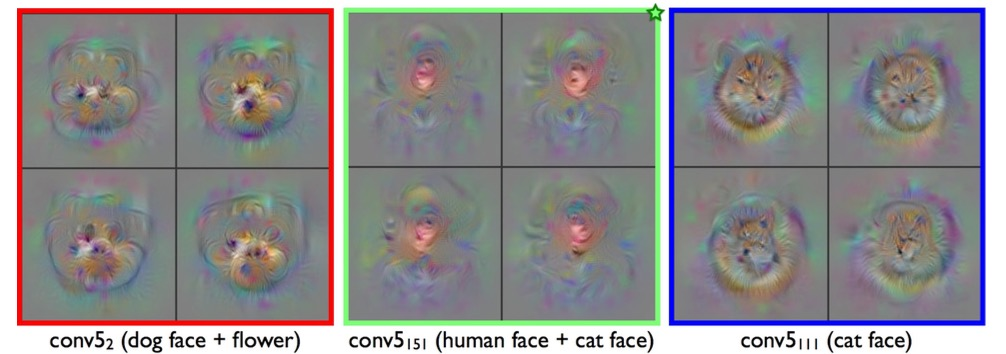 conv5₂ (dog face + flower)
conv5₁₅₁ (human face + cat face)
conv5₁₁₁ (cat face)